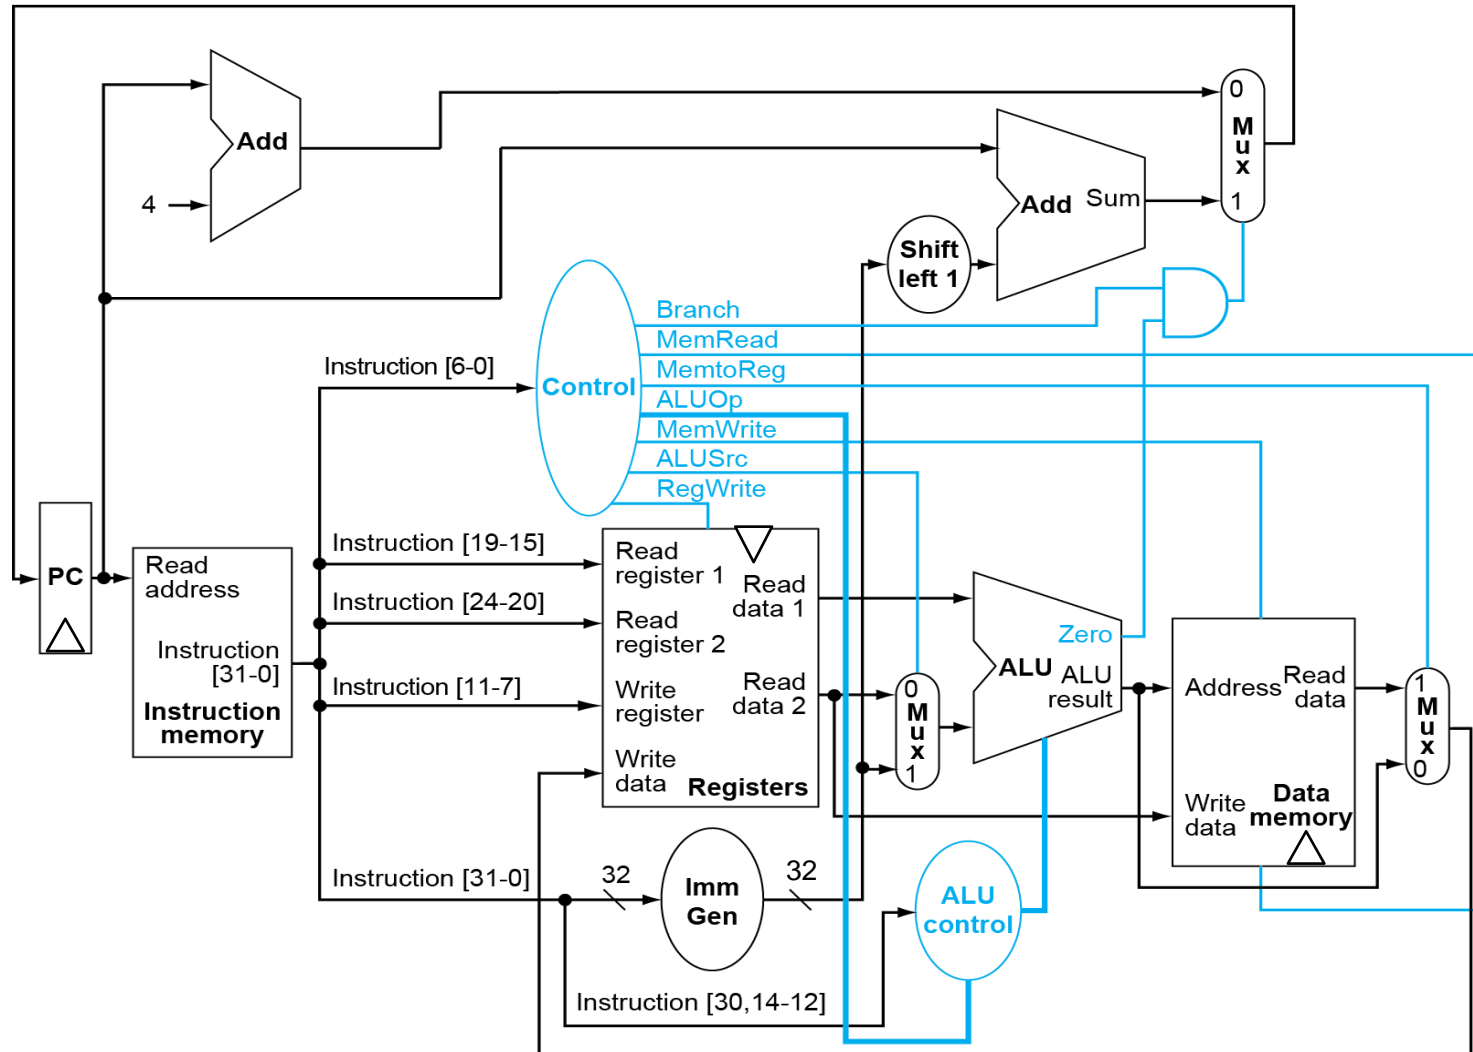 Add
4
Add
Sum
0
Mux
1
Shift
left 1
Branch
MemRead
MemtoReg
ALUOp
MemWrite
ALUSrc
RegWrite
Control
Instruction [6-0]
Instruction [19-15]
Instruction [24-20]
Instruction [11-7]
Instruction [31-0]
PC
Read
address
Instruction
[31-0]
Instruction
memory
Read
register 1
Read
register 2
Write
register
Write
data
Read
data 1
Read
data 2
Registers
0
Mux
1
Zero
ALU
ALU
result
Address
Read
data
Write
data
Data
memory
1
Mux
0
32
Imm
Gen
32
ALU
control
Instruction [30,14-12]